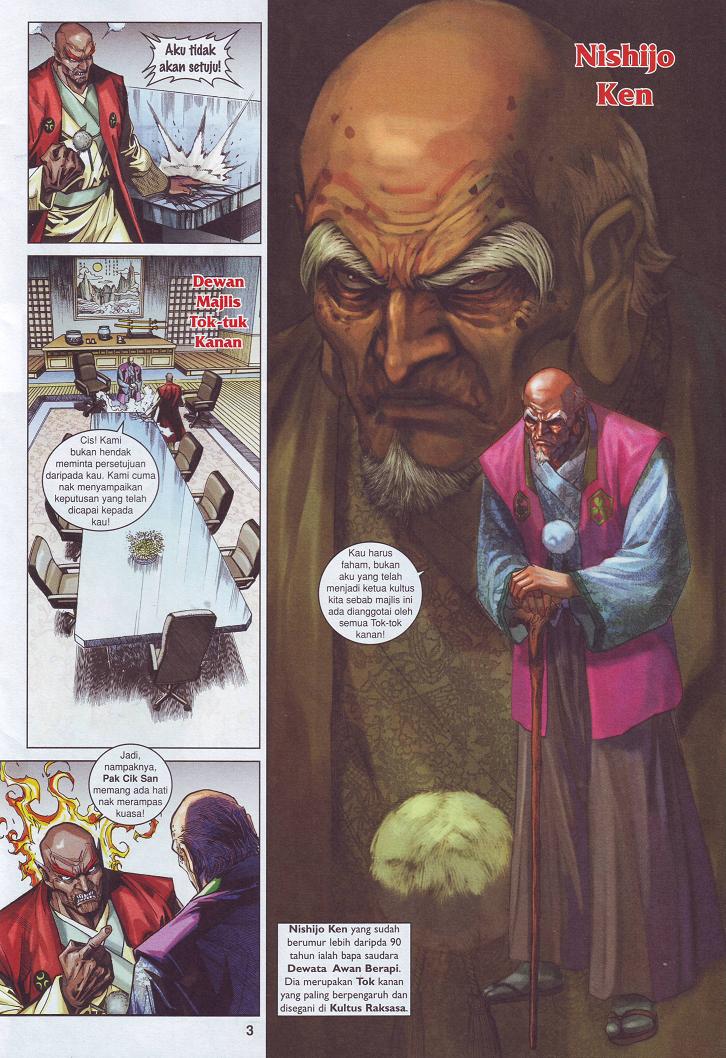 Aku tidak
akan setuju!
Dewan
Majlis
Tok-tuk
Kanan
Cis! Kami
bukan hendak
meminta persetujuan
daripada kau. Kami cuma
nak menyampaikan
keputusan yang telah
dicapai kepada
kau!
Jadi,
nampaknya,
Pak Cik San
memang ada hati
nak merampas
kuasa!
3
Nishijo
Ken
Kau harus
faham, bukan
aku yang telah
menjadi ketua kultus
kita sebab majlis ini
ada dianggotai oleh
semua Tok-tok
kanan!
Nishijo Ken yang sudah
berumur lebih daripda 90
tahun ialah bapa saudara
Dewata Awan Berapi.
Dia merupakan Tok kanan
yang paling berpengaruh dan
disegani di Kultus Raksasa.